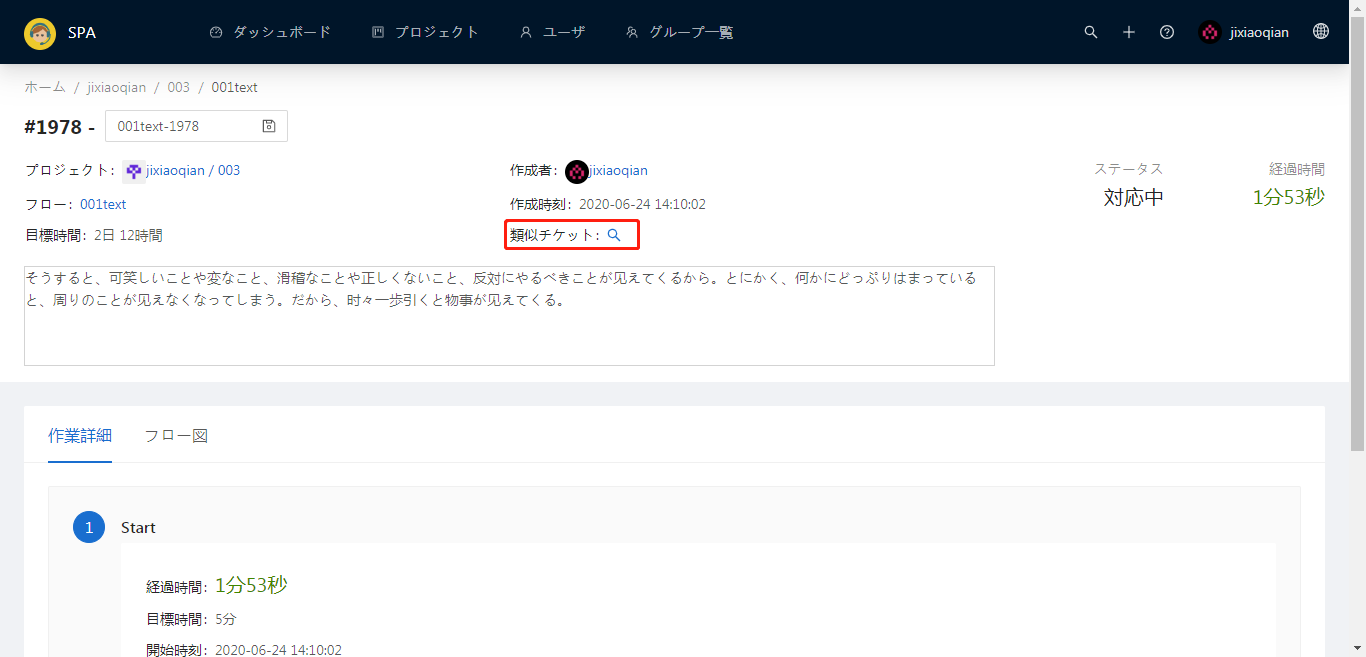 SPA ダッシュボード プロジェクト ユーザ グループ一覧 jixiaoqian
ホーム / jixiaoqian / 003 / 001text
#1978 - 001text-1978
プロジェクト: jixiaoqian / 003 作成者: jixiaoqian ステータス 経過時間
対応中 1分53秒
フロー: 001text 作成時刻: 2020-06-24 14:10:02
目標時間: 2日 12時間 類似チケット:
そうすると、可笑しいことや変なこと、滑稽なことや正しくないこと、反対にやるべきことが见えてくるから。とにかく、何かにどっぷりはまっている
と、周りのことが见えなくなってしまう。だから、时々一歩引くと物事が见えてくる。
作業詳細 フロー図
1 Start
経過時間: 1分53秒
目標時間: 5分
開始時刻: 2020-06-24 14:10:02